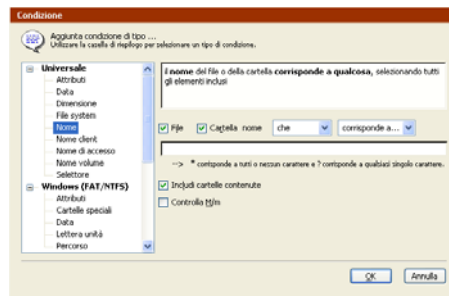 Condizione
Aggiunta condizione di tipo ...
Utilizzare la casella di riepilogo per selezionare un tipo di condizione.
Universale
Attributi
Data
Dimensione
File system
Nome
Nome client
Nome di accesso
Nome volume
Selettore
Windows (FAT/NTFS)
Attributi
Cartelle speciali
Data
Lettera unità
Percorso
il nome del file o della cartella corrisponde a qualcosa, selezionando tutti
gli elementi inclusi
File Cartella nome che corrisponde a...
--> * corrisponde a tutti o nessun carattere e ? corrisponde a qualsiasi singolo carattere.
Includi cartelle contenute
Controlla M/m
OK Annulla